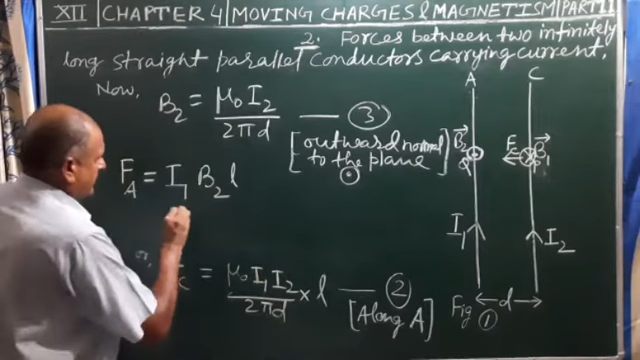 XII CHAPTER 4 MOVING CHARGES & MAGNETISM PART 11
2. Forces between two infinitely
long straight parallel conductors carrying current.
Now,
B₂ = μ₀ I₂ / 2πd — ③
[outward normal
to the plane]
⊙
F_A = I₁ B₂ l
or,
c = μ₀ I₁ I₂ / 2πd × l — ②
[Along A]
A C
B₂ Q F P B₁
I₁ I₂
Fig ① d